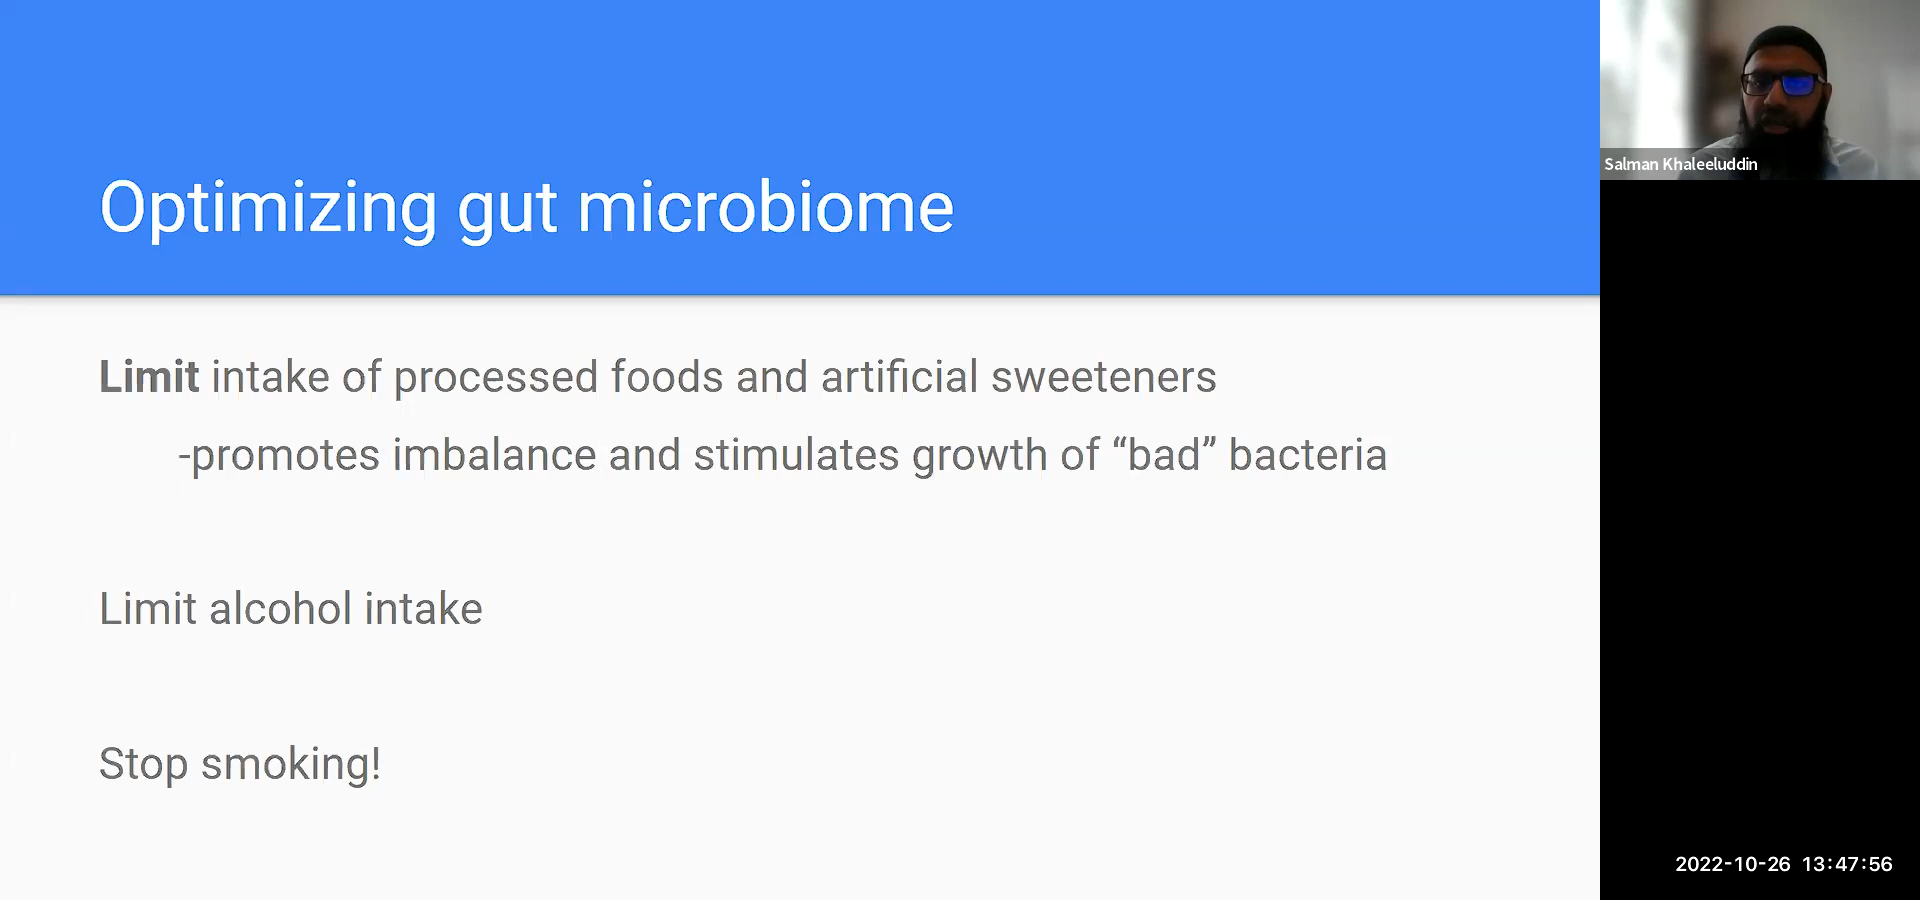 Optimizing gut microbiome
Limit intake of processed foods and artificial sweeteners
-promotes imbalance and stimulates growth of “bad” bacteria
Limit alcohol intake
Stop smoking!
Salman Khaleeluddin
2022-10-26 13:47:56